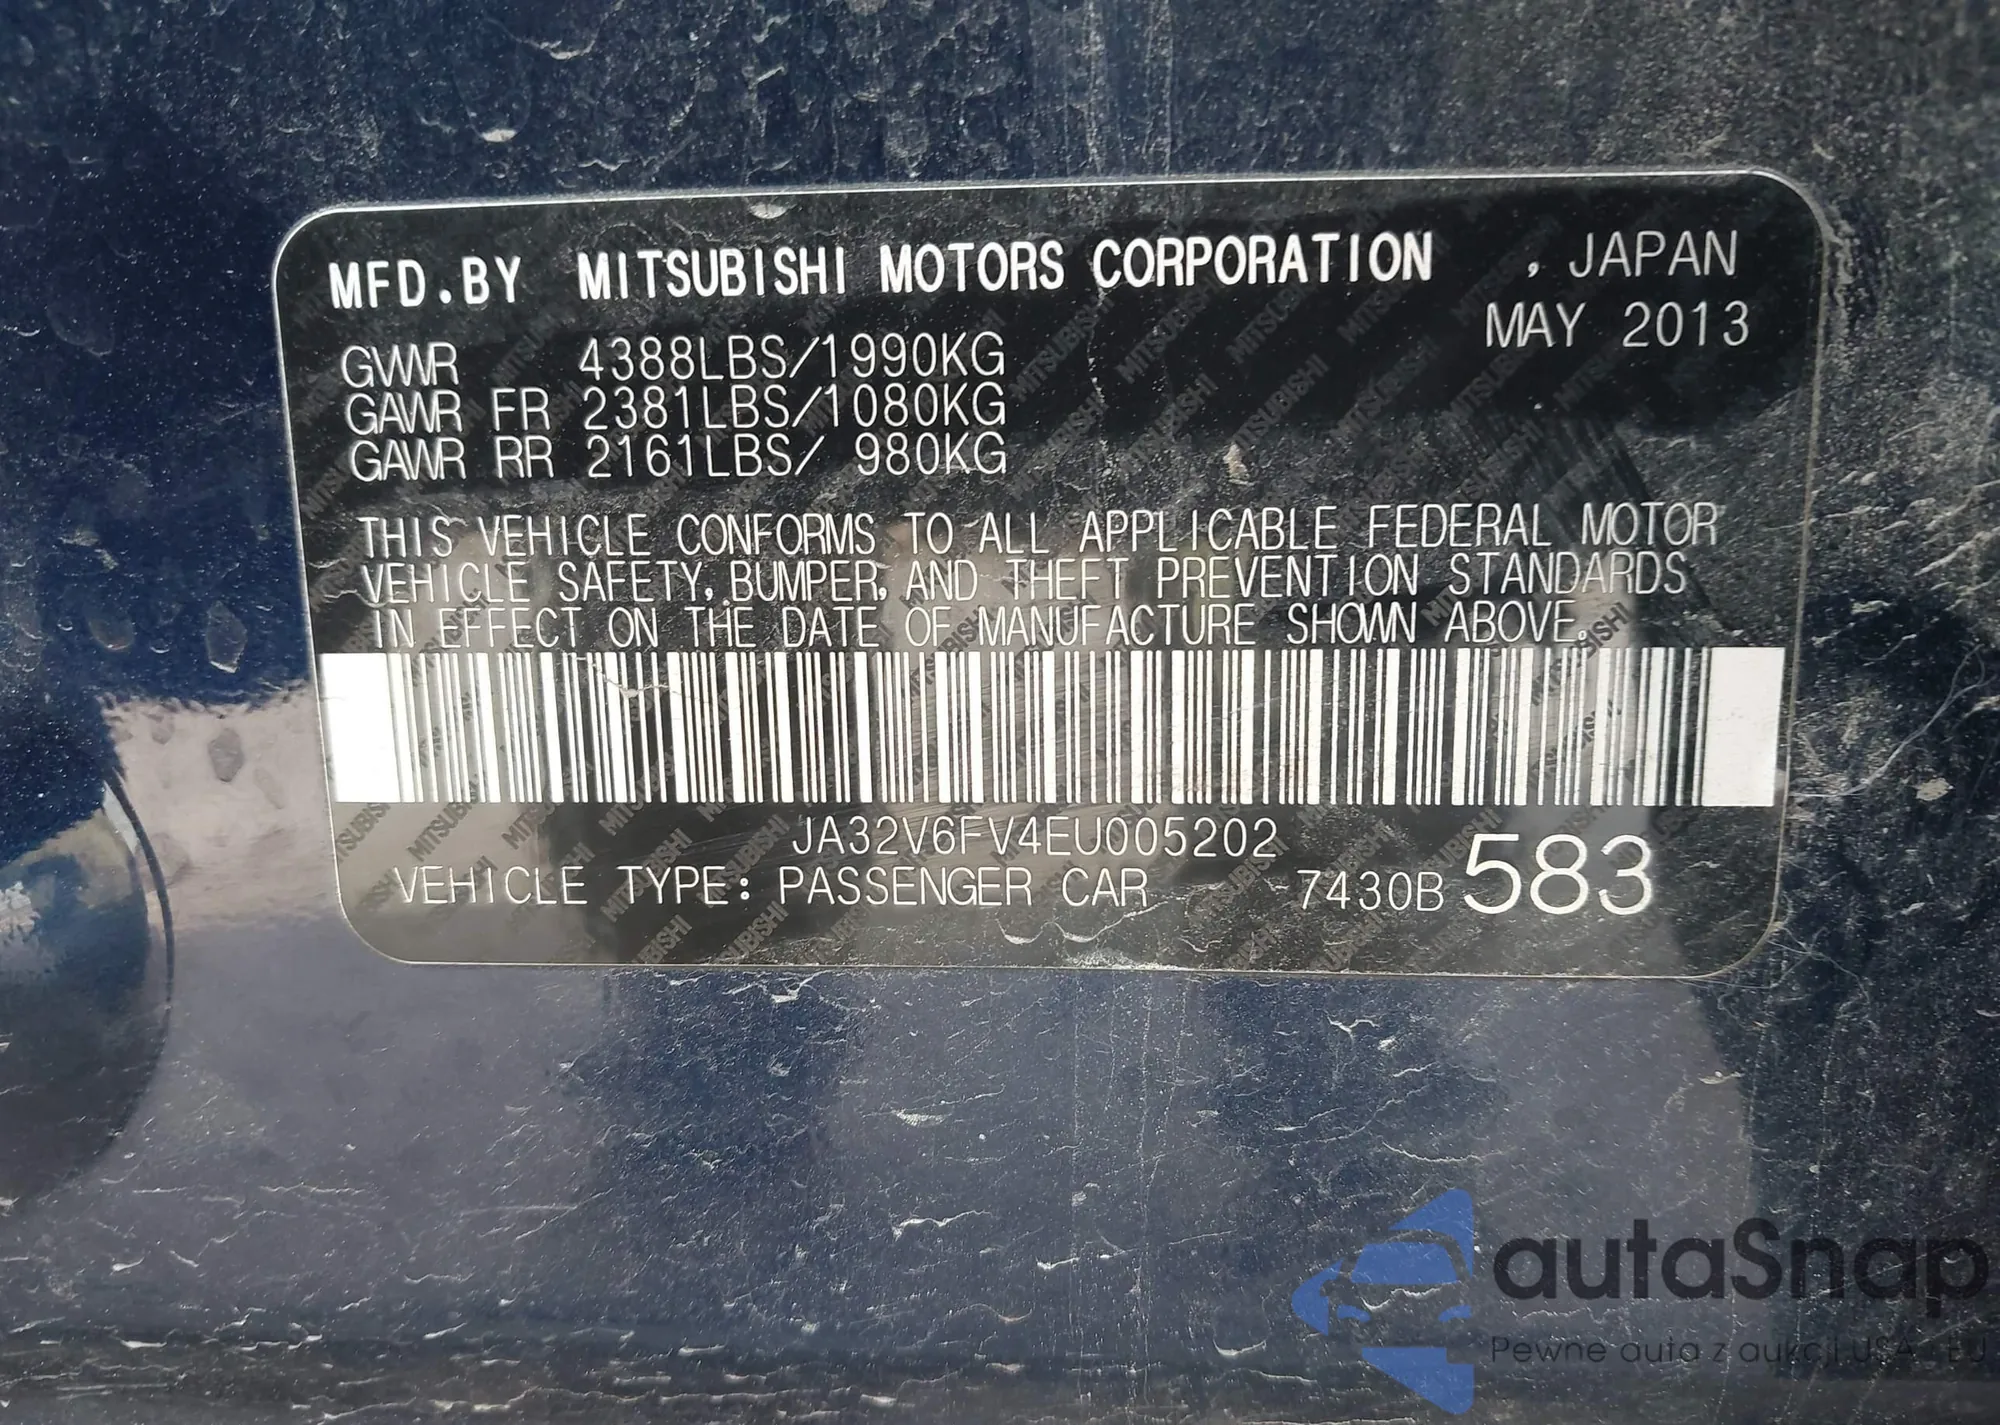 MFD.BY MITSUBISHI MOTORS CORPORATION , JAPAN
MAY 2013
GVWR 4388LBS/1990KG
GAWR FR 2381LBS/1080KG
GAWR RR 2161LBS/ 980KG
THIS VEHICLE CONFORMS TO ALL APPLICABLE FEDERAL MOTOR
VEHICLE SAFETY, BUMPER, AND THEFT PREVENTION STANDARDS
IN EFFECT ON THE DATE OF MANUFACTURE SHOWN ABOVE.
JA32V6FV4EU005202
VEHICLE TYPE: PASSENGER CAR 7430B 583
autaSnap
Pewne auta z aukcji USA - EU